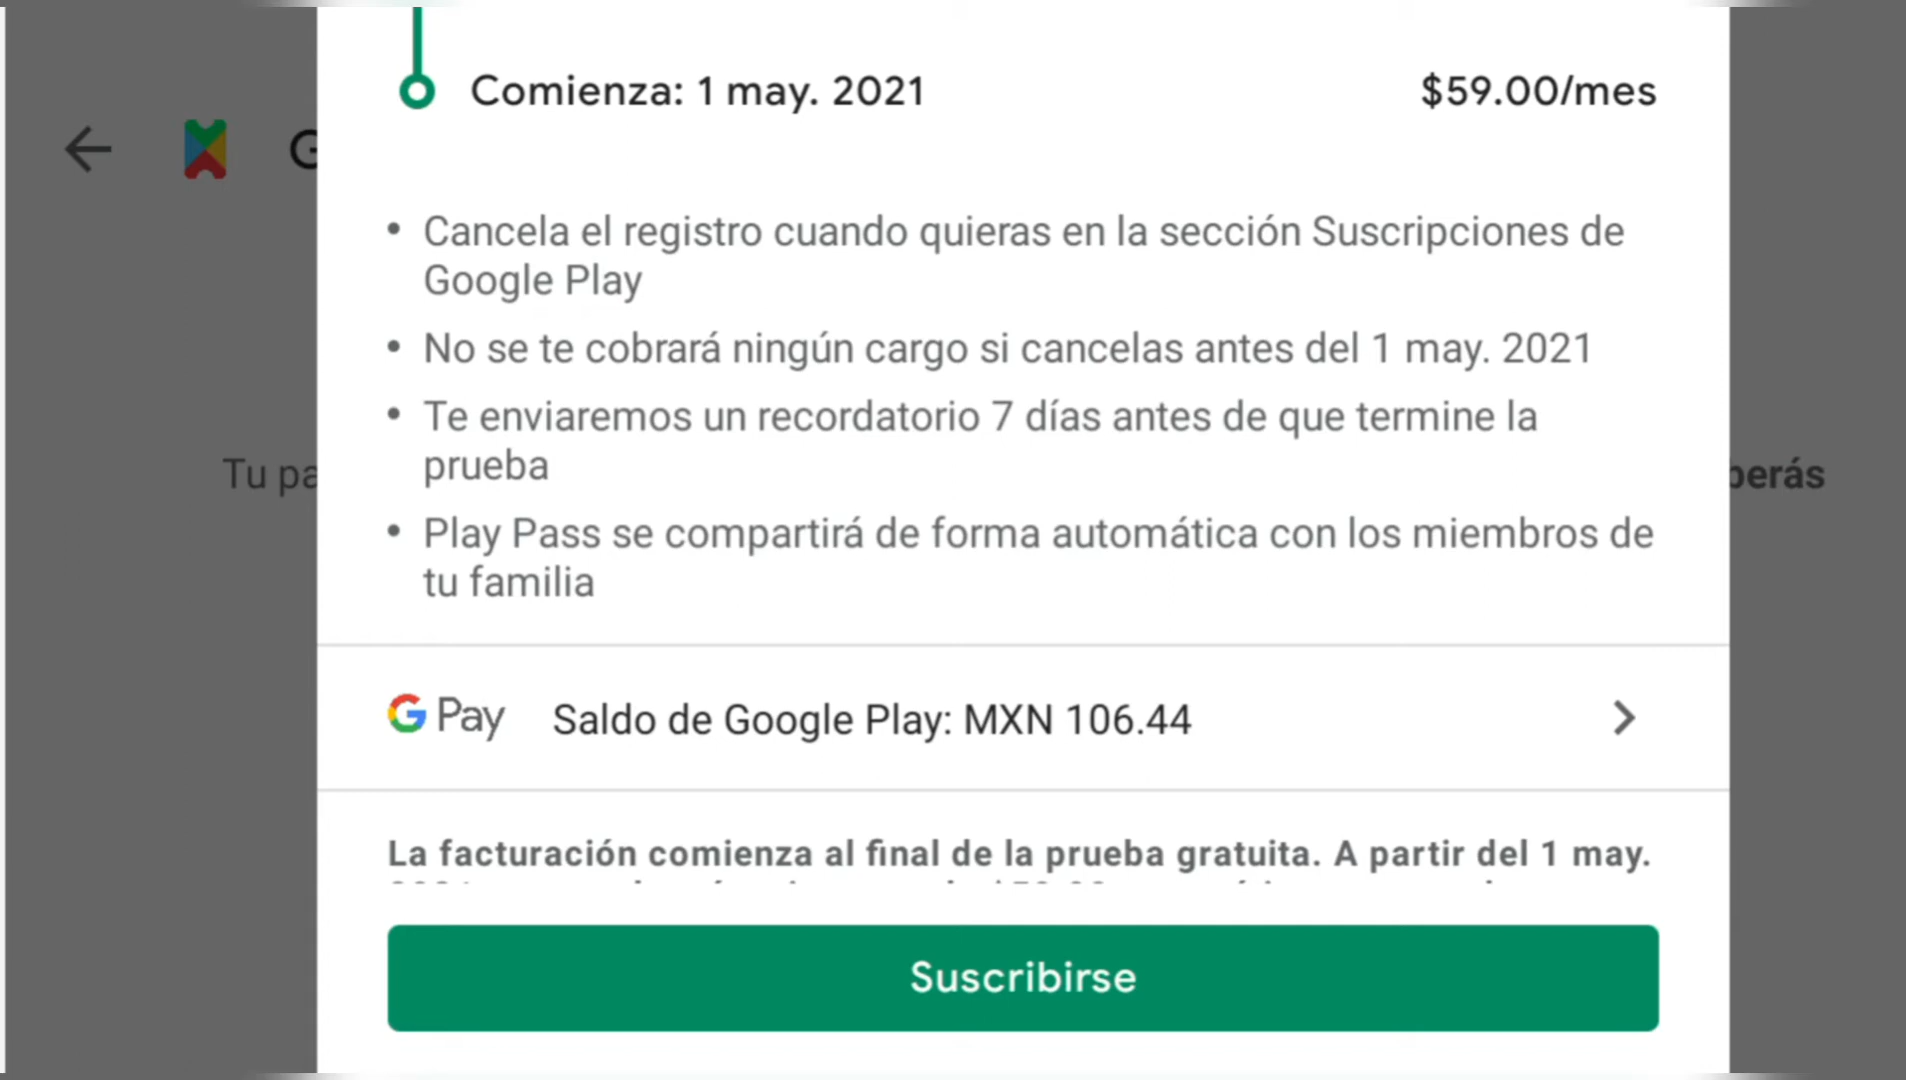 Comienza: 1 may. 2021 $59.00/mes
• Cancela el registro cuando quieras en la sección Suscripciones de
Google Play
• No se te cobrará ningún cargo si cancelas antes del 1 may. 2021
• Te enviaremos un recordatorio 7 días antes de que termine la
prueba
Tu
• Play Pass se compartirá de forma automática con los miembros de
tu familia
G Pay Saldo de Google Play: MXN 106.44
La facturación comienza al final de la prueba gratuita. A partir del 1 may.
Suscribirse